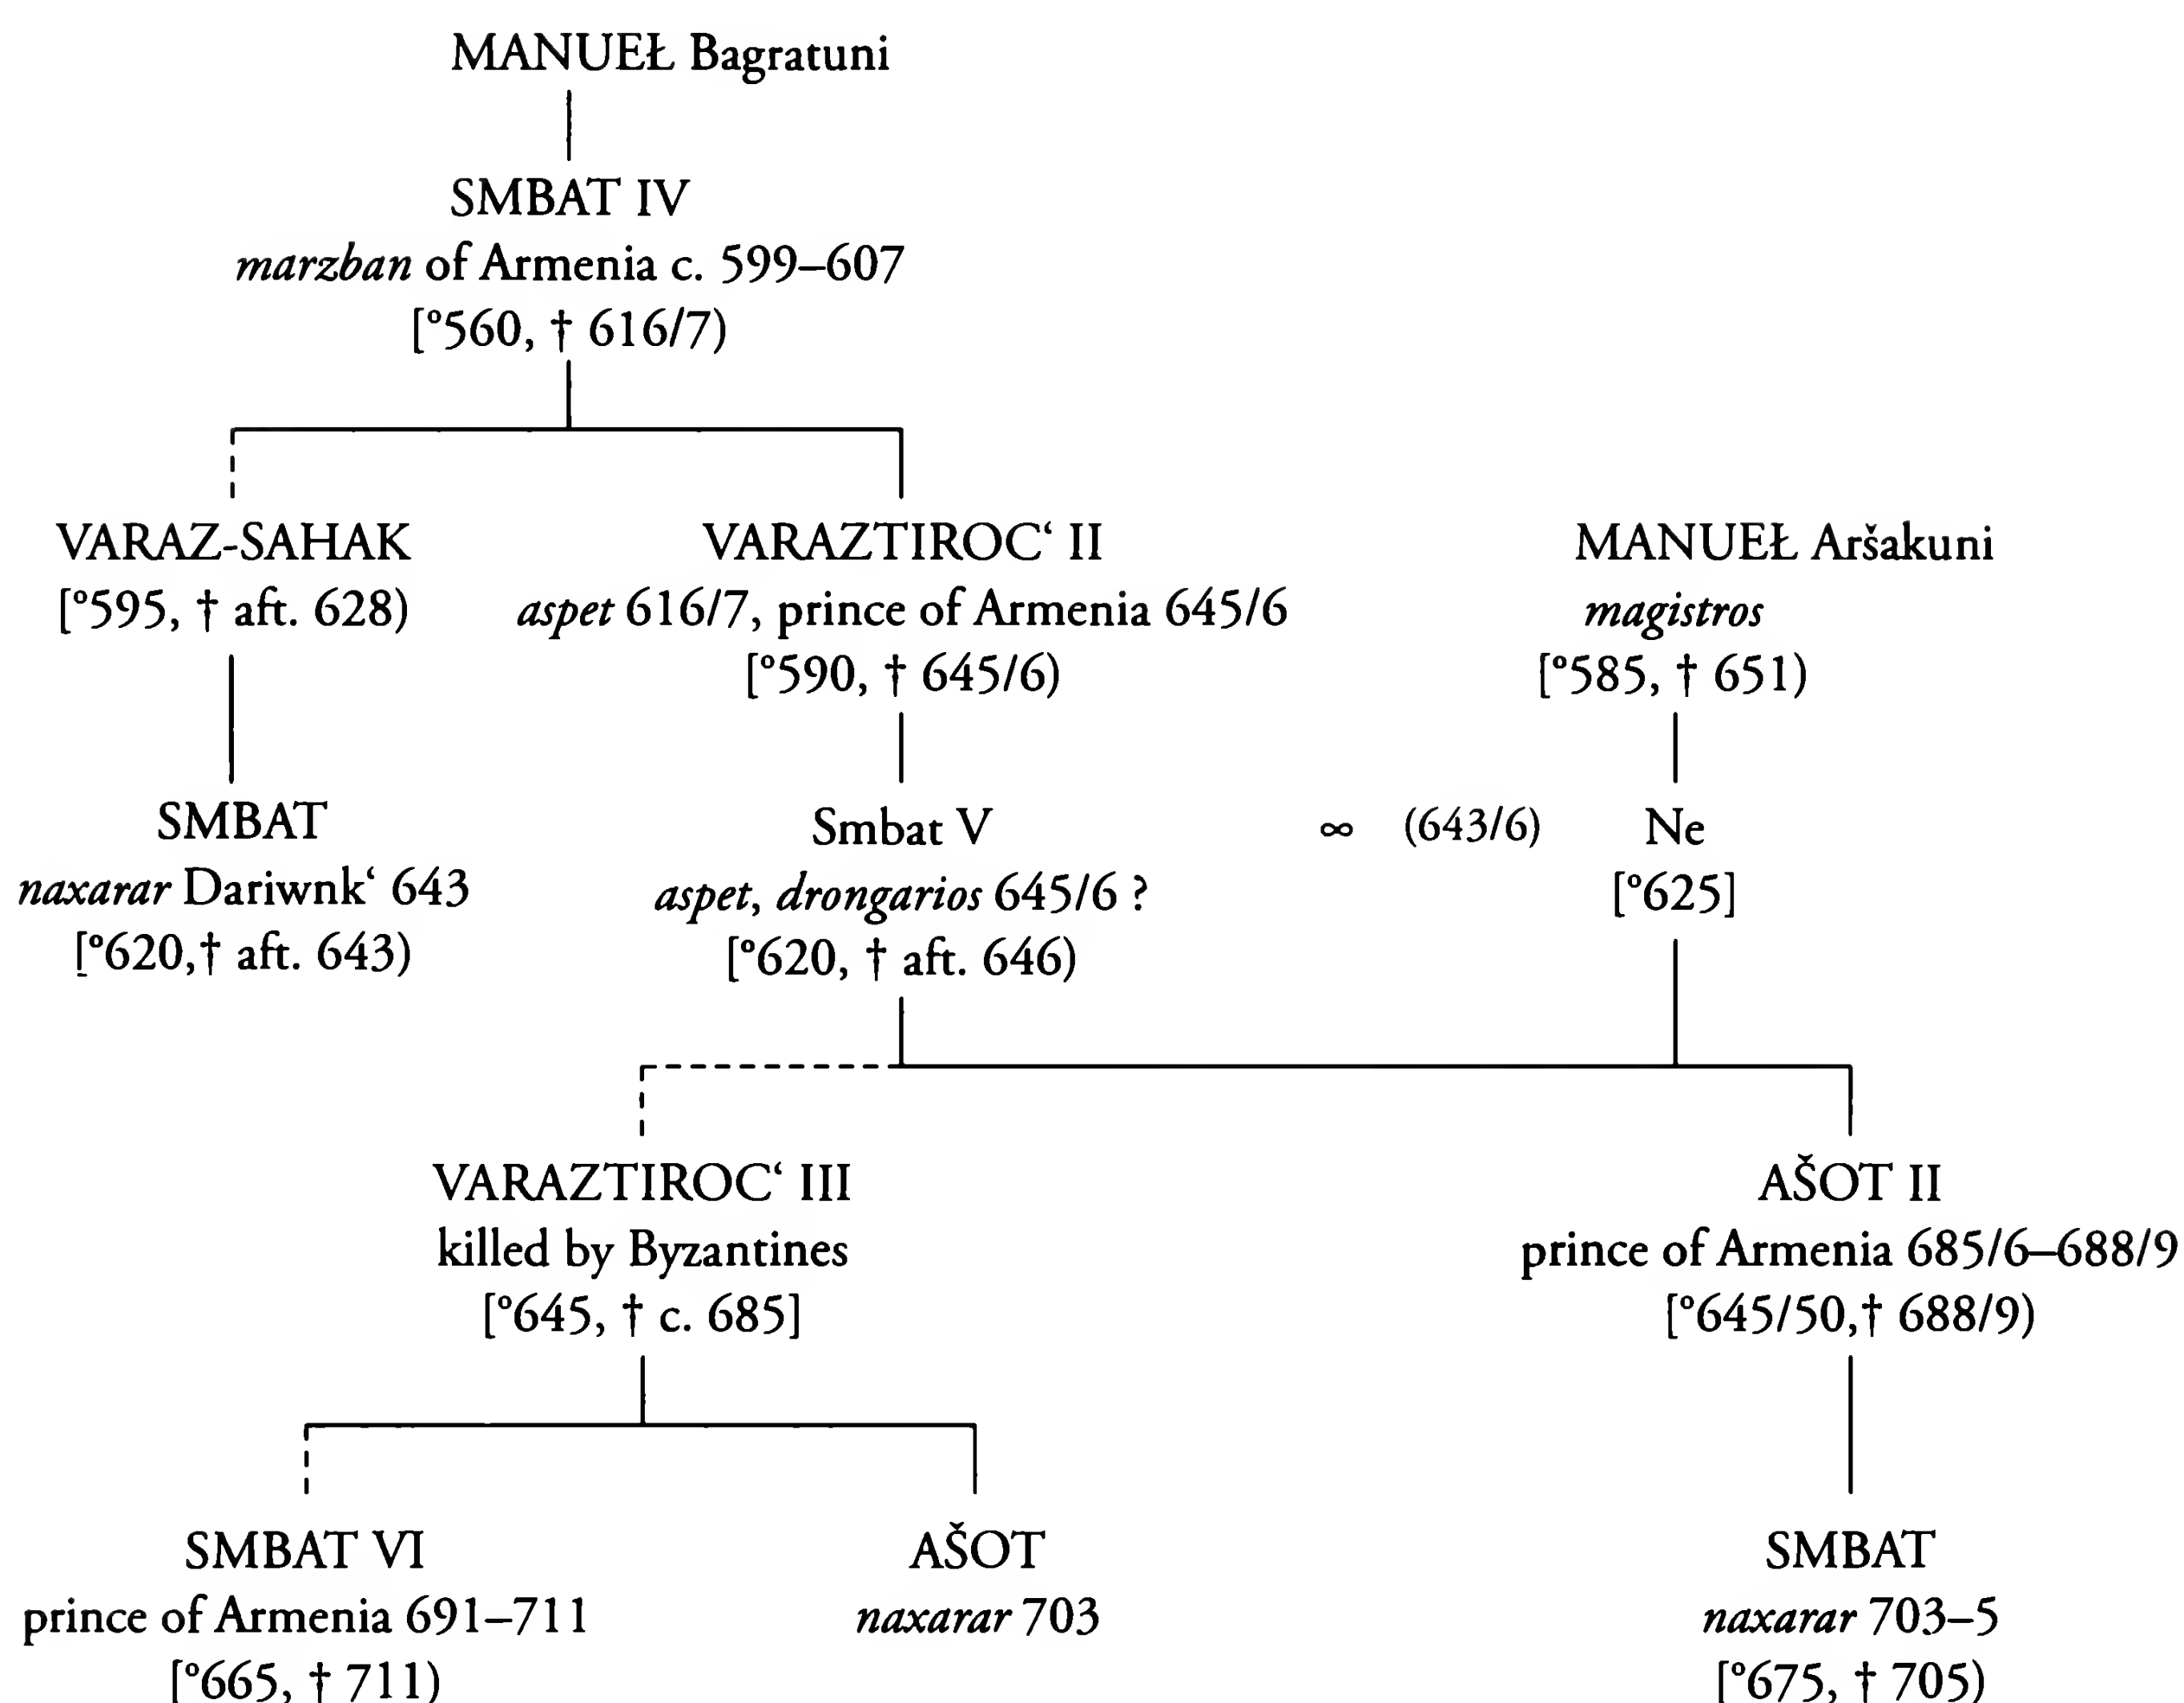 MANUEŁ Bagratuni
SMBAT IV
marzban of Armenia c. 599–607
[°560, † 616/7)
VARAZ-SAHAK
[°595, † aft. 628)
VARAZTIROC‘ II
aspet 616/7, prince of Armenia 645/6
[°590, † 645/6)
MANUEŁ Aršakuni
magistros
[°585, † 651)
SMBAT
naxarar Dariwnk‘ 643
[°620,† aft. 643)
Smbat V
aspet, drongarios 645/6 ?
[°620, † aft. 646)
∞ (643/6)
Ne
[°625]
VARAZTIROC‘ III
killed by Byzantines
[°645, † c. 685]
AŠOT II
prince of Armenia 685/6–688/9
[°645/50,† 688/9)
SMBAT VI
prince of Armenia 691–711
[°665, † 711)
AŠOT
naxarar 703
SMBAT
naxarar 703–5
[°675, † 705)